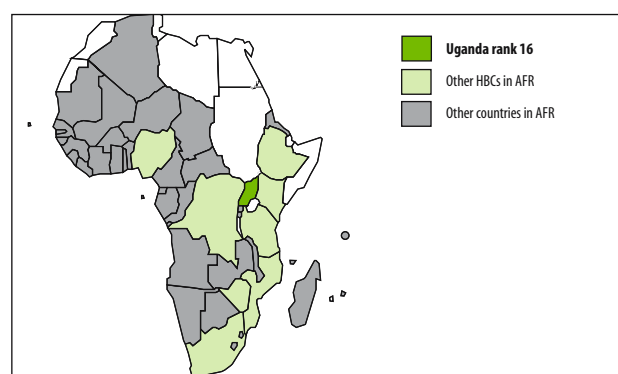 Uganda rank 16
Other HBCs in AFR
Other countries in AFR